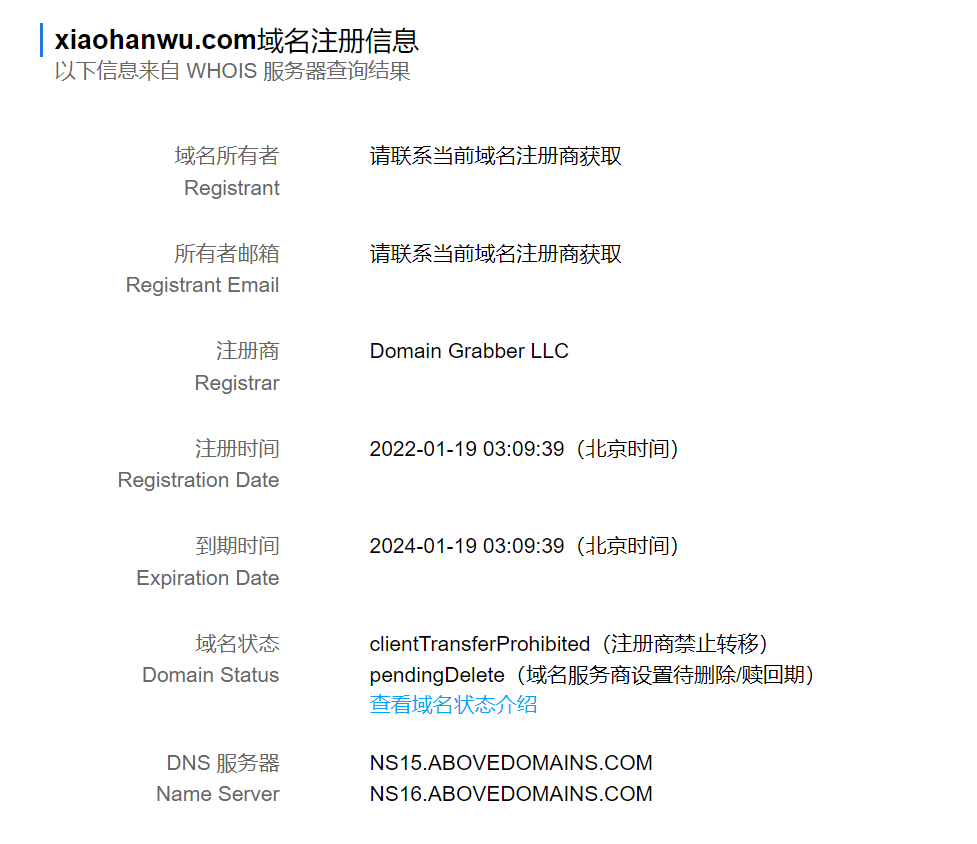 xiaohanwu.com域名注册信息
以下信息来自 WHOIS 服务器查询结果
域名所有者 请联系当前域名注册商获取
Registrant
所有者邮箱 请联系当前域名注册商获取
Registrant Email
注册商 Domain Grabber LLC
Registrar
注册时间 2022-01-19 03:09:39（北京时间）
Registration Date
到期时间 2024-01-19 03:09:39（北京时间）
Expiration Date
域名状态 clientTransferProhibited（注册商禁止转移）
Domain Status pendingDelete（域名服务商设置待删除/赎回期）
查看域名状态介绍
DNS 服务器 NS15.ABOVEDOMAINS.COM
Name Server NS16.ABOVEDOMAINS.COM